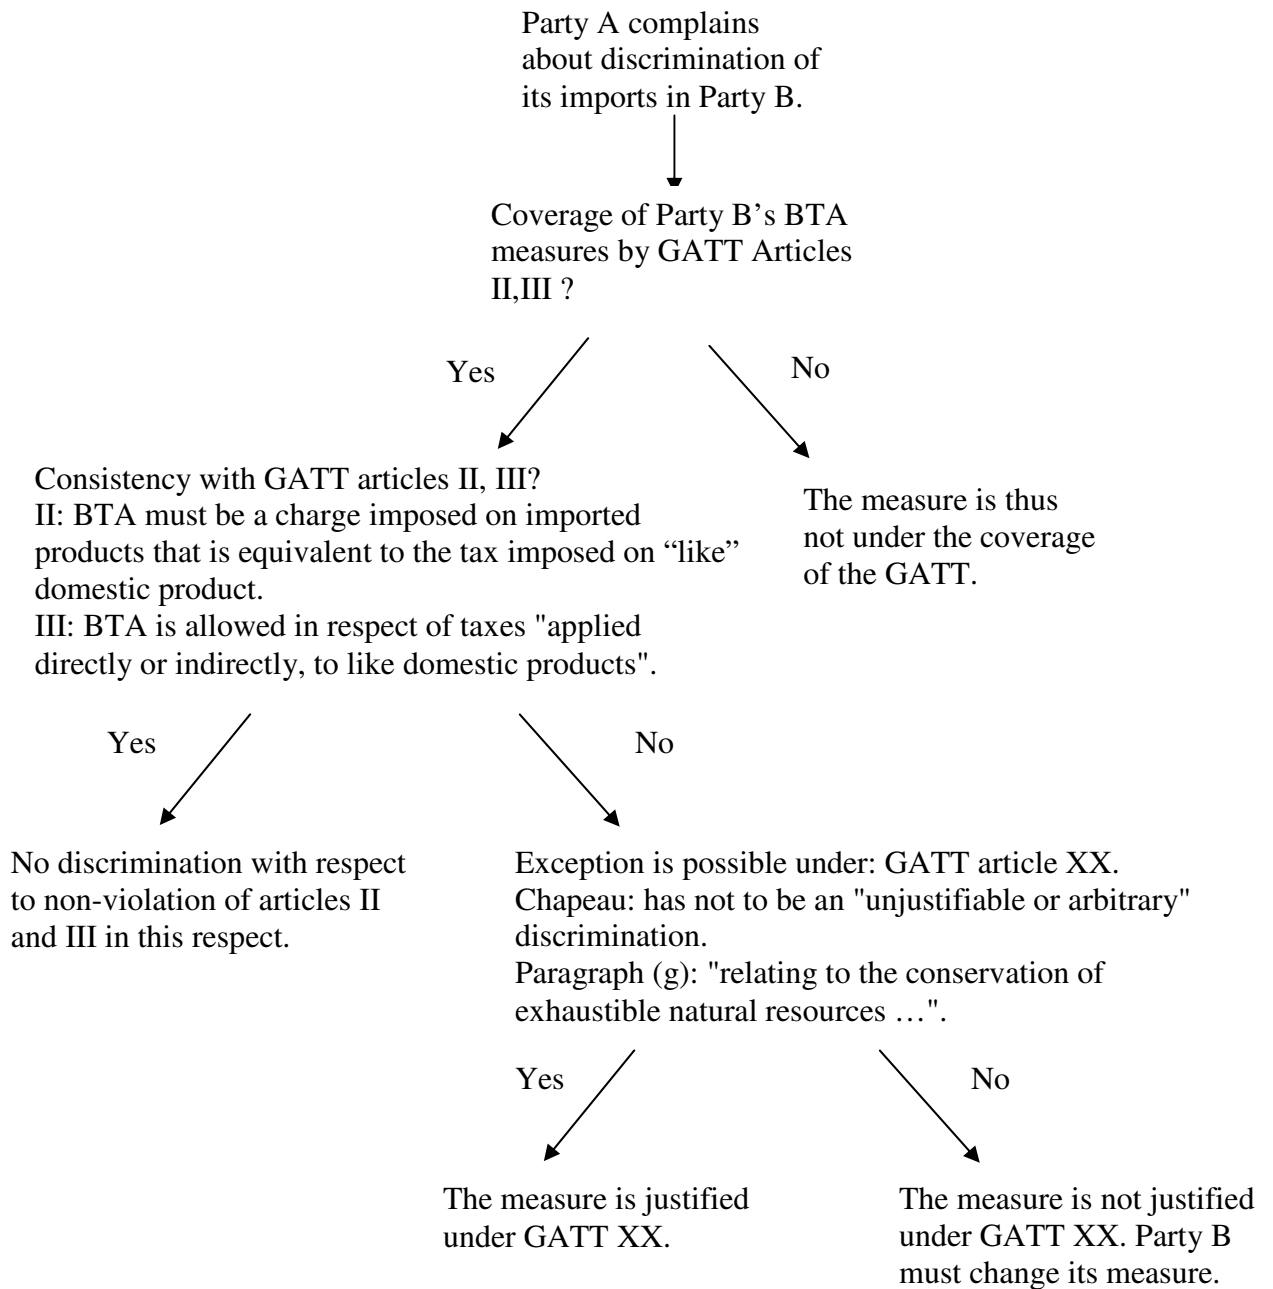 Party A complains
about discrimination of
its imports in Party B.
Coverage of Party B’s BTA
measures by GATT Articles
II,III ?
Yes
No
Consistency with GATT articles II, III?
II: BTA must be a charge imposed on imported
products that is equivalent to the tax imposed on “like”
domestic product.
III: BTA is allowed in respect of taxes "applied
directly or indirectly, to like domestic products".
The measure is thus
not under the coverage
of the GATT.
Yes
No
No discrimination with respect
to non-violation of articles II
and III in this respect.
Exception is possible under: GATT article XX.
Chapeau: has not to be an "unjustifiable or arbitrary"
discrimination.
Paragraph (g): "relating to the conservation of
exhaustible natural resources …".
Yes
No
The measure is justified
under GATT XX.
The measure is not justified
under GATT XX. Party B
must change its measure.